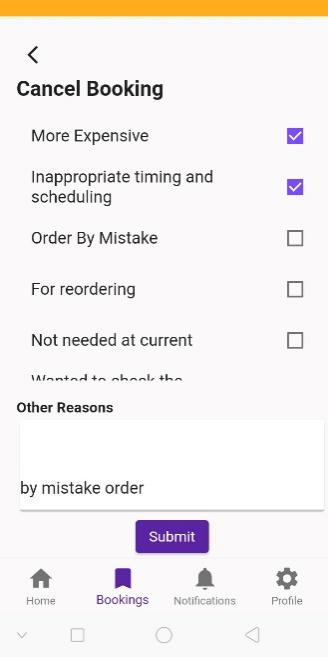 Cancel Booking
More Expensive
Inappropriate timing and
scheduling
Order By Mistake
For reordering
Not needed at current
Wanted to check the
Other Reasons
by mistake order
Submit
Home
Bookings
Notifications
Profile